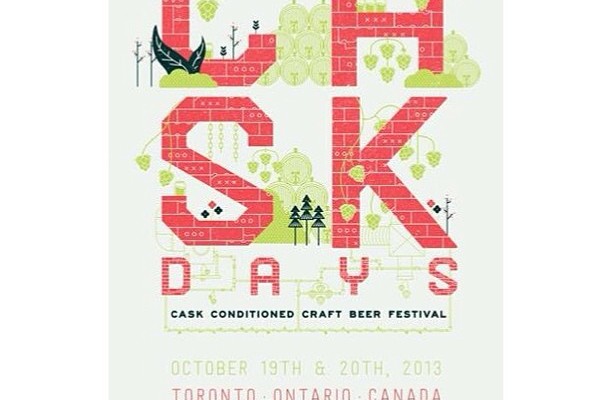 CA
SK
DAYS
CASK CONDITIONED CRAFT BEER FESTIVAL
OCTOBER 19TH & 20TH, 2013
TORONTO · ONTARIO · CANADA